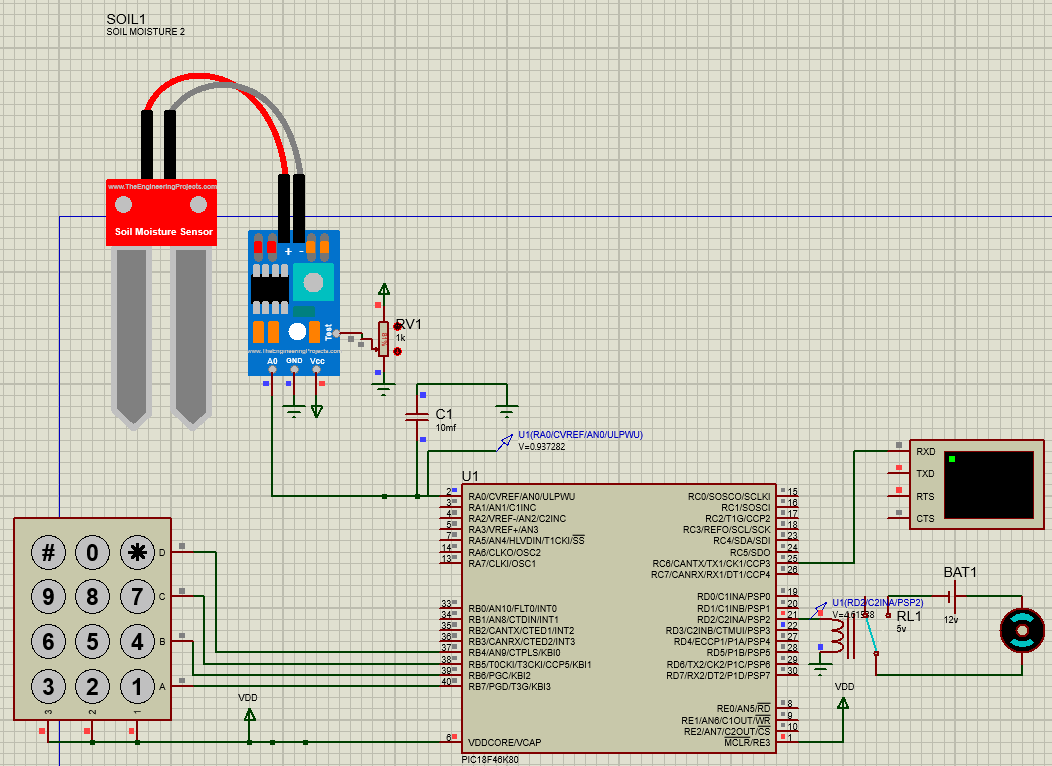 SOIL1
SOIL MOISTURE 2
www.TheEngineeringProjects.com
Soil Moisture Sensor
+ -
Test
www.TheEngineeringProjects.com
A0 GND Vcc
RV1
1k
C1
10mf
U1(RA0/CVREF/AN0/ULPWU)
V=0.937282
U1
2 RA0/CVREF/AN0/ULPWU
3 RA1/AN1/C1INC
4 RA2/VREF-/AN2/C2INC
5 RA3/VREF+/AN3
7 RA5/AN4/HLVDIN/T1CKI/SS
14 RA6/CLKO/OSC2
13 RA7/CLKI/OSC1
33 RB0/AN10/FLT0/INT0
34 RB1/AN8/CTDIN/INT1
35 RB2/CANTX/CTED1/INT2
36 RB3/CANRX/CTED2/INT3
37 RB4/AN9/CTPLS/KBI0
38 RB5/T0CKI/T3CKI/CCP5/KBI1
39 RB6/PGC/KBI2
40 RB7/PGD/T3G/KBI3
6 VDDCORE/VCAP
RC0/SOSCO/SCLKI 15
RC1/SOSCI 16
RC2/T1G/CCP2 17
RC3/REFO/SCL/SCK 18
RC4/SDA/SDI 23
RC5/SDO 24
RC6/CANTX/TX1/CK1/CCP3 25
RC7/CANRX/RX1/DT1/CCP4 26
RD0/C1INA/PSP0 19
RD1/C1INB/PSP1 20
RD2/C2INA/PSP2 21
RD3/C2INB/CTMUI/PSP3 22
RD4/ECCP1/P1A/PSP4 27
RD5/P1B/PSP5 28
RD6/TX2/CK2/P1C/PSP6 29
RD7/RX2/DT2/P1D/PSP7 30
RE0/AN5/RD 8
RE1/AN6/C1OUT/WR 9
RE2/AN7/C2OUT/CS 10
MCLR/RE3 1
PIC18F46K80
RXD
TXD
RTS
CTS
U1(RD2/C2INA/PSP2)
RL1
5v
BAT1
12v
VDD
VDD
# 0 ✱ D
9 8 7 C
6 5 4 B
3 2 1 A
3 2 1